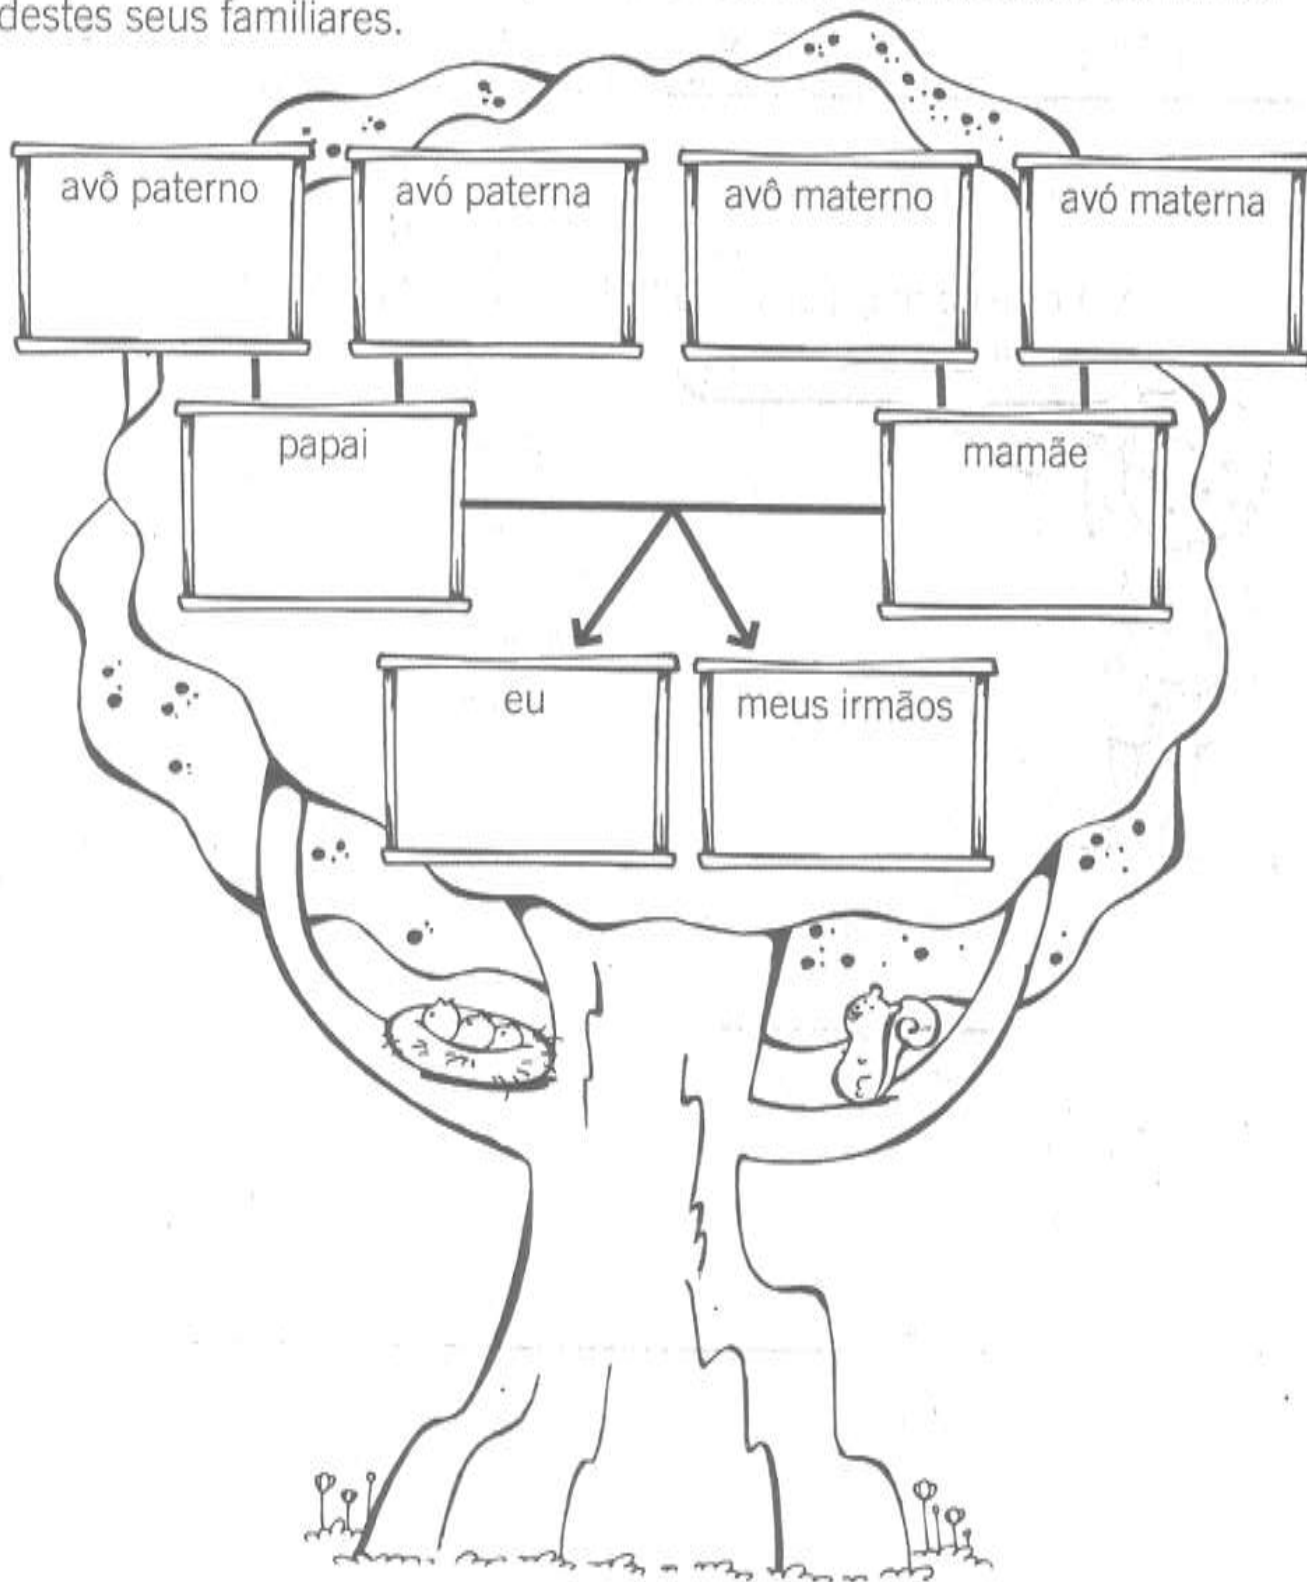 destes seus familiares.
avô paterno
avó paterna
avô materno
avó materna
papai
mamãe
eu
meus irmãos